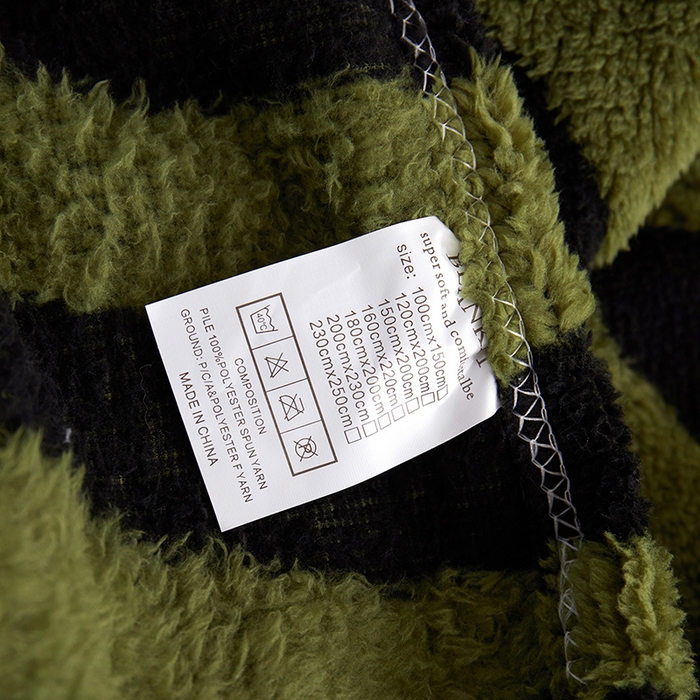 super soft and
size:
100cmx150cm
120cmx200cm
150cmx200cm
160cmx220cm
180cmx200cm
200cmx230cm
230cmx250cm
40℃
COMPOSITION
PILE 100%POLYESTER SPUN YARN
GROUND: P/C/A&POLYESTER F YARN
MADE IN CHINA